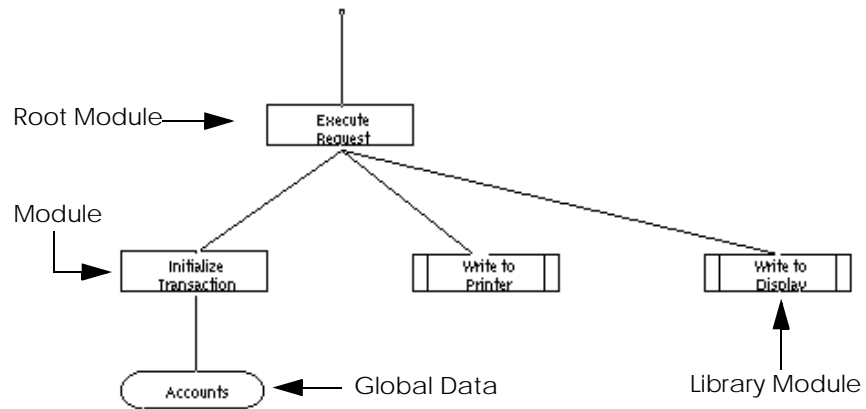 Root Module
Execute
Request
Module
Initialize
Transaction
Write to
Printer
Write to
Display
Accounts
Global Data
Library Module